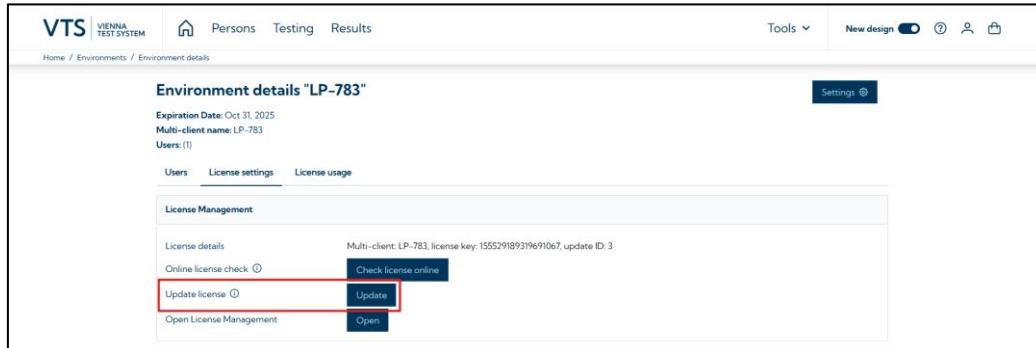 VTS VIENNA TEST SYSTEM Persons Testing Results Tools New design
Home / Environments / Environment details
Environment details "LP-783"
Settings
Expiration Date: Oct 31, 2025
Multi-client name: LP-783
Users: (1)
Users License settings License usage
License Management
License details Multi-client: LP-783, license key: 155529189319691067, update ID: 3
Online license check Check license online
Update license Update
Open License Management Open